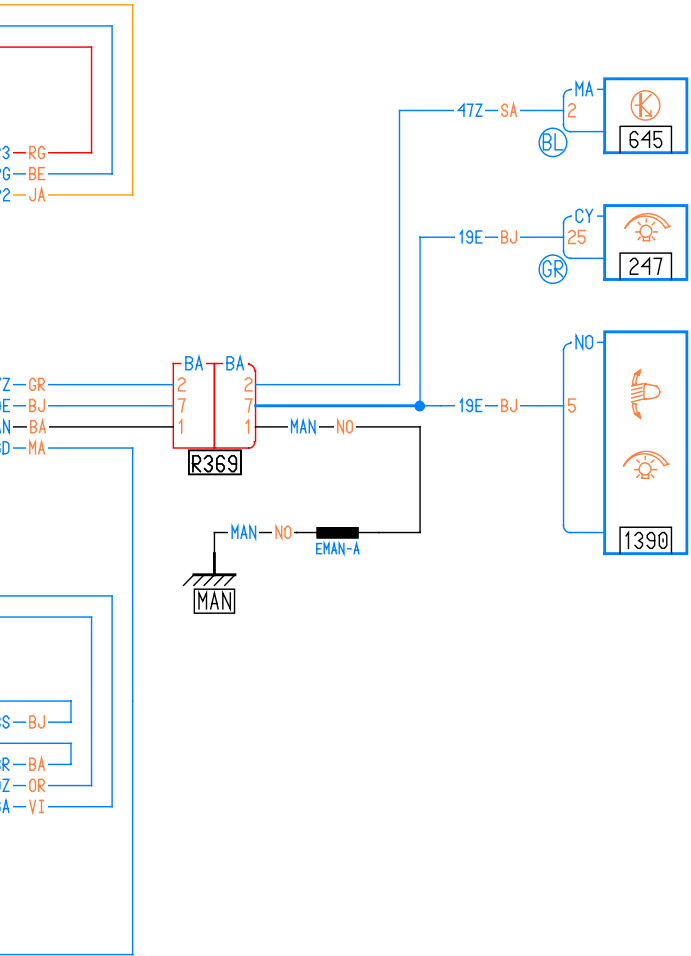 MA
47Z SA 2
BL
645
RG
BE
JA
CY
19E BJ 25
GR
247
NO
BA BA
GR 2 2
BJ 7 7 19E BJ 5
BA 1 1 MAN NO
MA
R369
MAN NO
EMAN-A
1390
MAN
BJ
BA
OR
VI